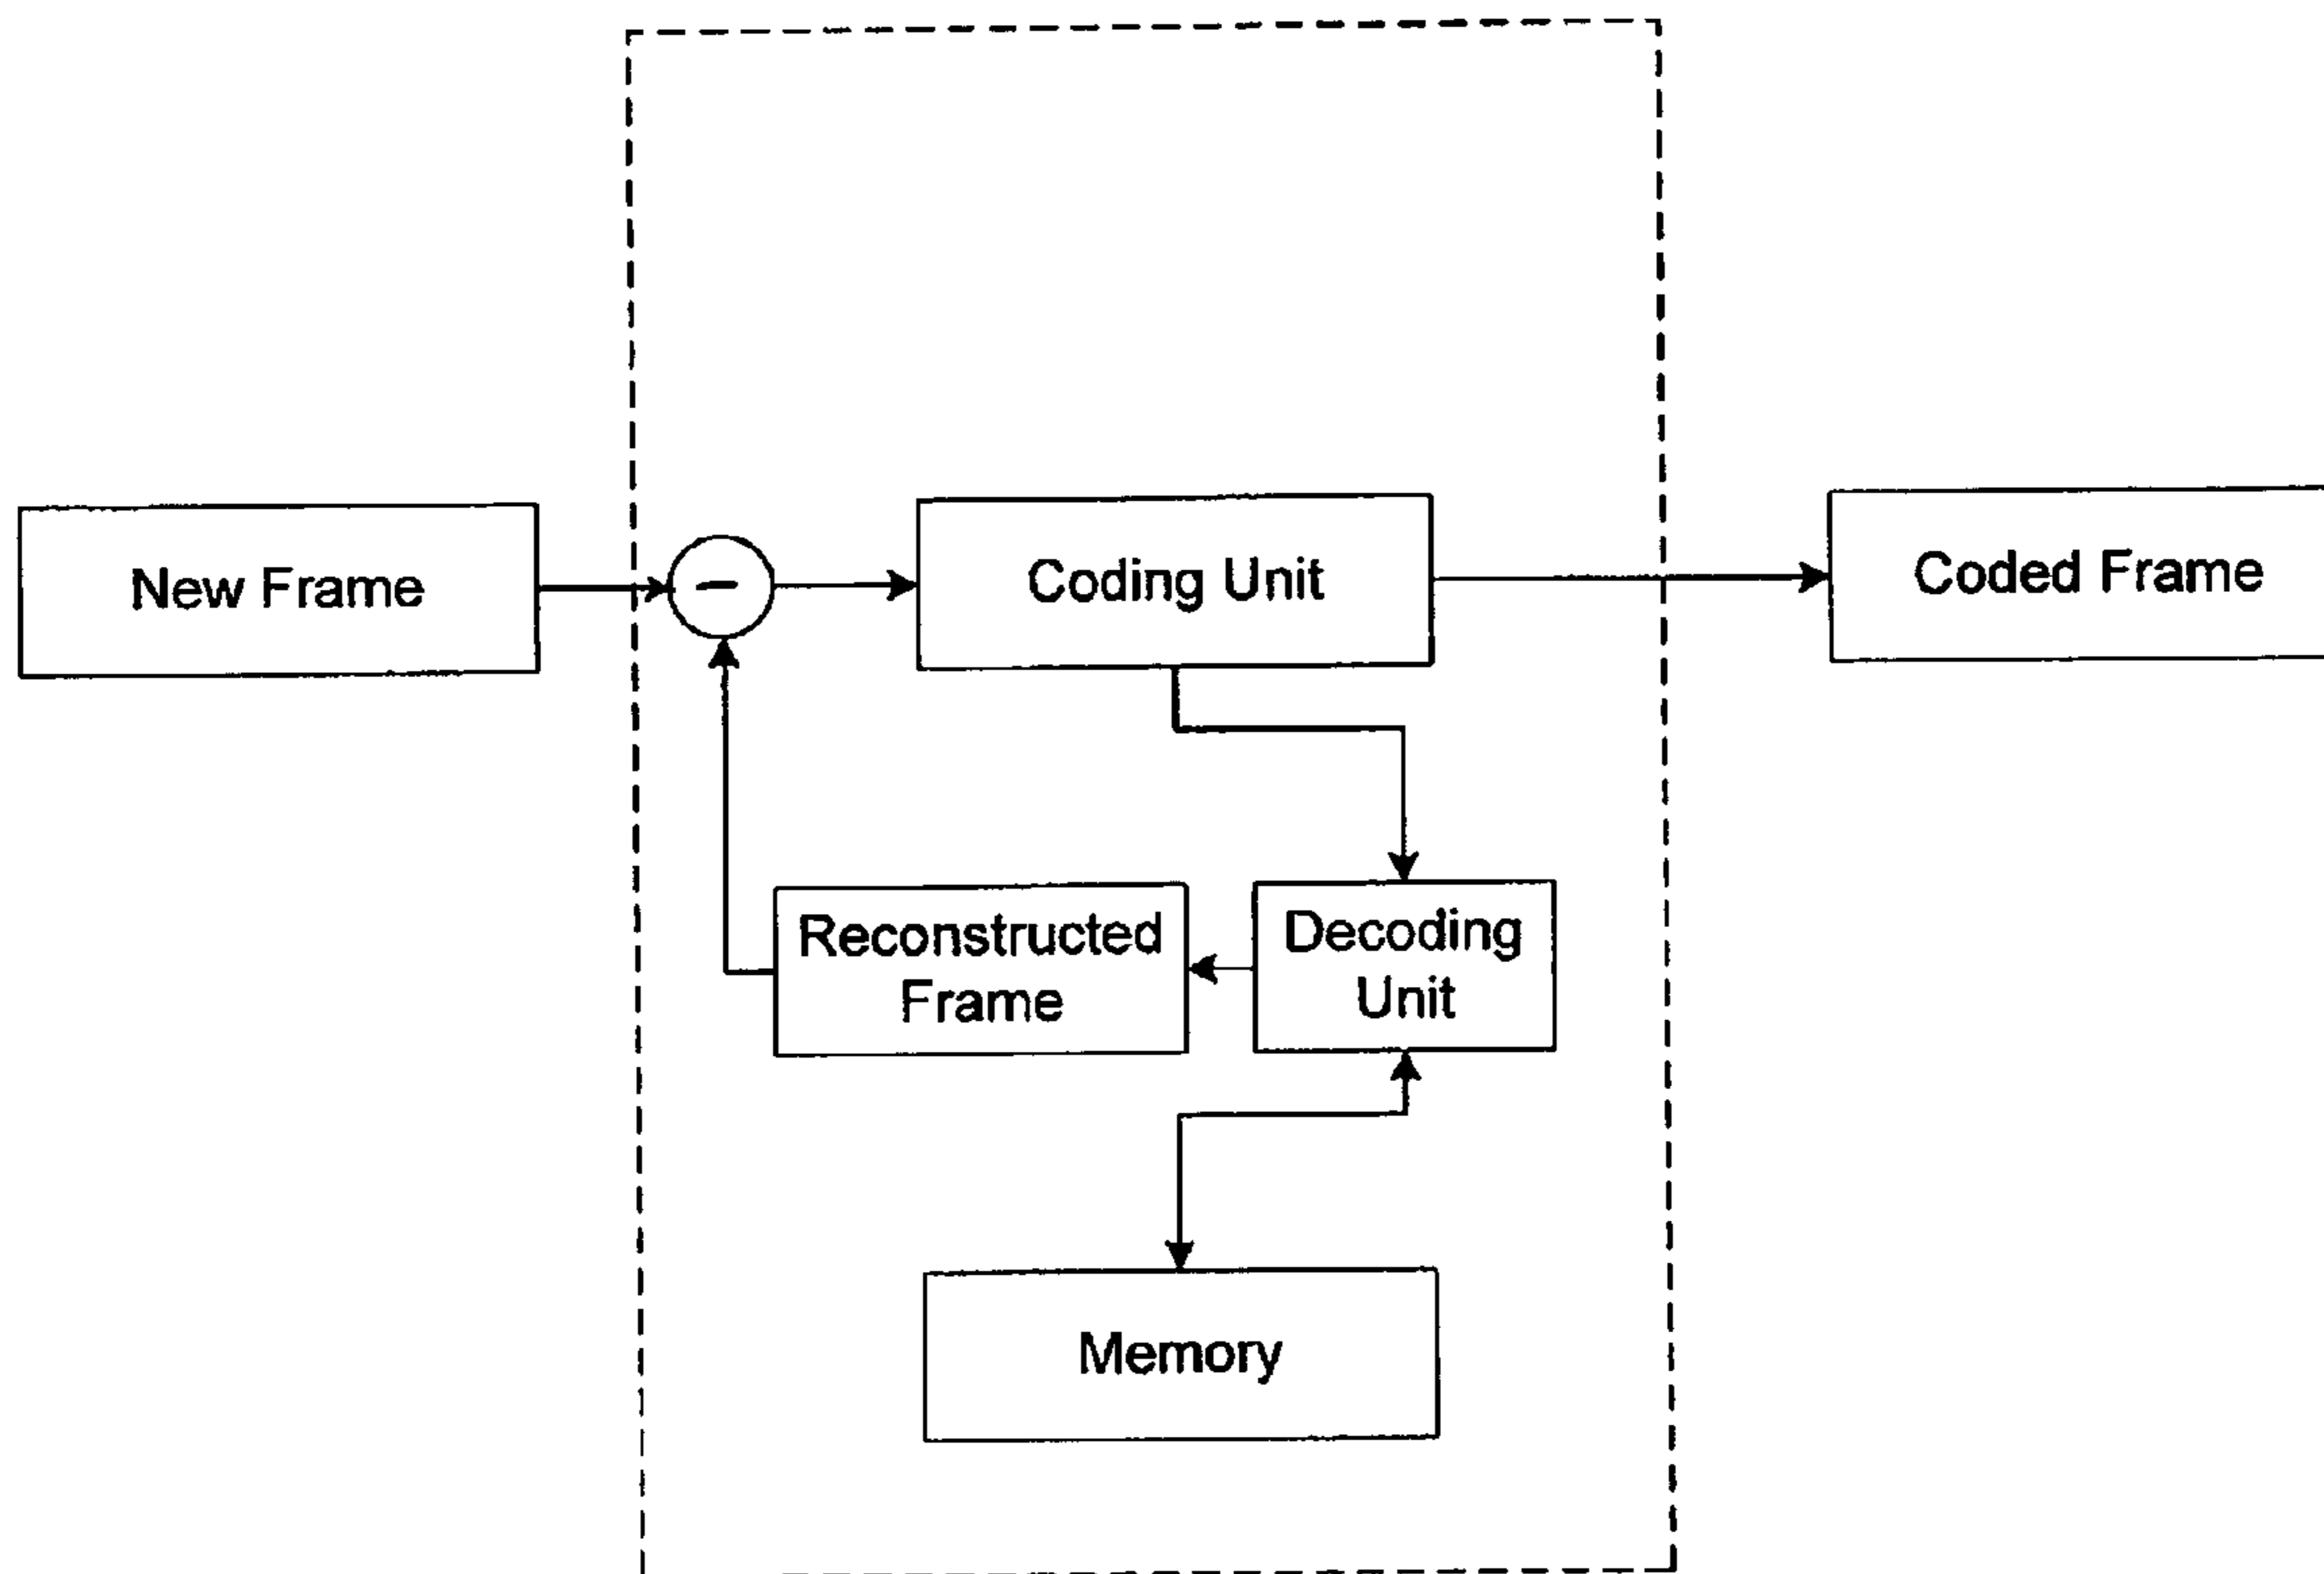 New Frame
−
Coding Unit
Coded Frame
Reconstructed
Frame
Decoding
Unit
Memory